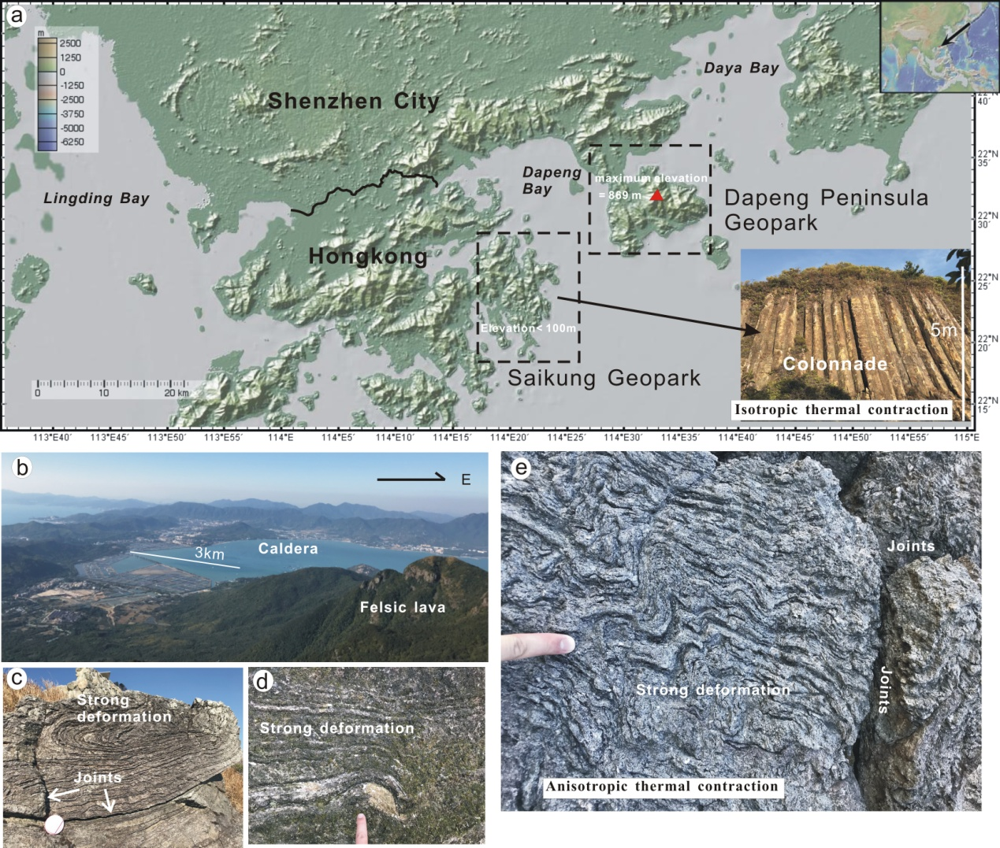 a
m
2500
1250
0
-1250
-2500
-3750
-5000
-6250
Daya Bay
Shenzhen City
Dapeng
Bay
Lingding Bay
maximum elevation
= 869 m
Dapeng Peninsula
Geopark
Hongkong
Elevation< 100m
Saikung Geopark
5m
Colonnade
Isotropic thermal contraction
0 10 20 km
40´
22°N
35´
22°N
30´
22°N
25´
22°N
20´
22°N
15´
113°E40´ 113°E45´ 113°E50´ 113°E55´ 114°E 114°E5´ 114°E10´ 114°E15´ 114°E20´ 114°E25´ 114°E30´ 114°E35´ 114°E40´ 114°E45´ 114°E50´ 114°E55´ 115°E
b
E
3km
Caldera
Felsic lava
c
Strong
deformation
Joints
d
Strong deformation
e
Joints
Joints
Strong deformation
Anisotropic thermal contraction